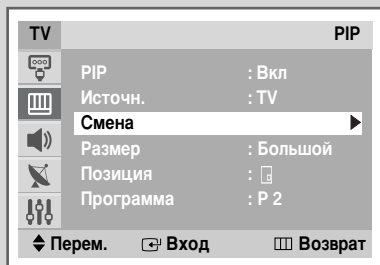 TV PIP
PIP : Вкл
Источн. : TV
Смена
Размер : Большой
Позиция :
Программа : P 2
Перем. Вход Возврат